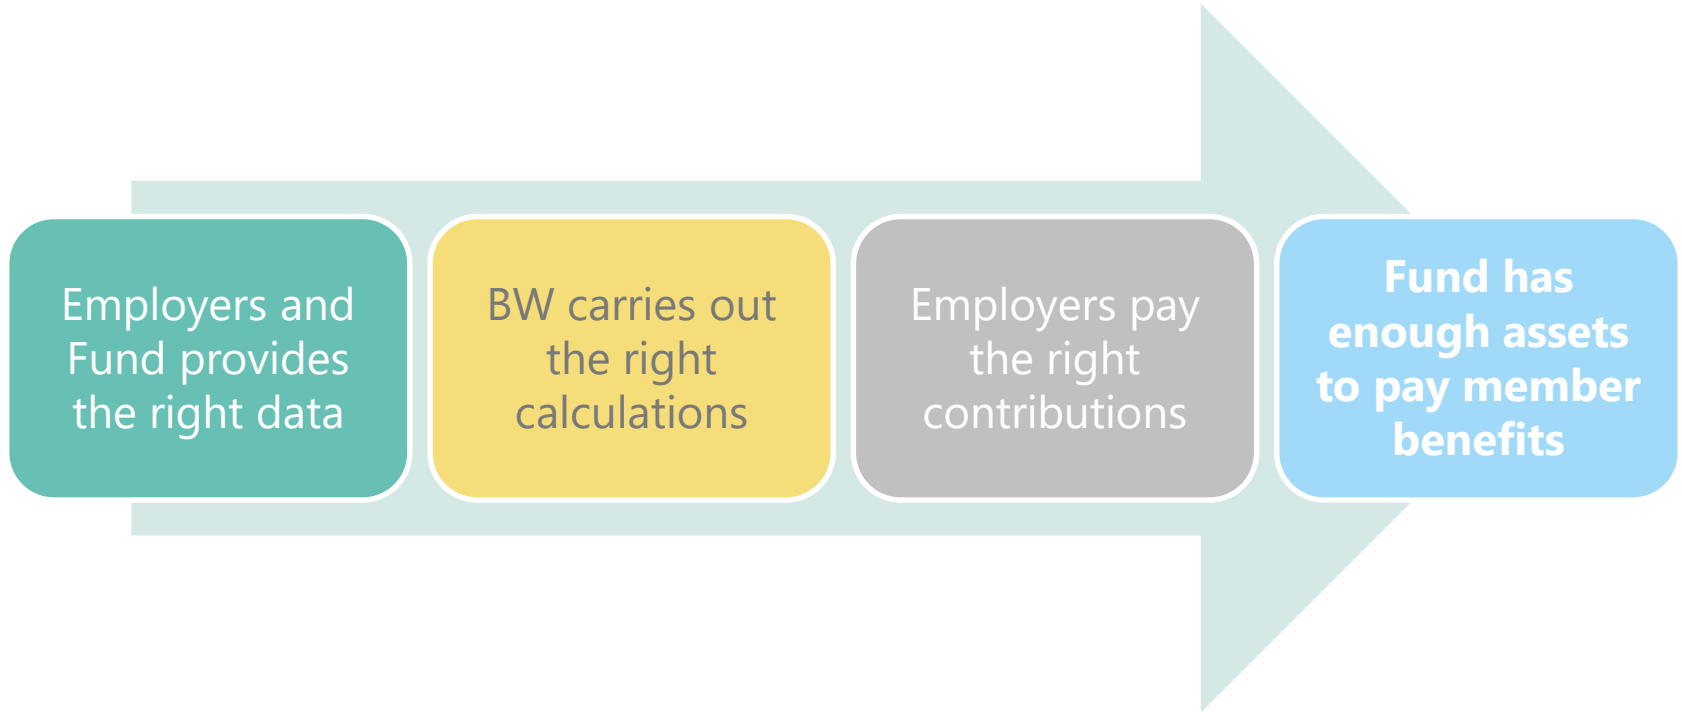 Employers and
Fund provides
the right data
BW carries out
the right
calculations
Employers pay
the right
contributions
Fund has
enough assets
to pay member
benefits